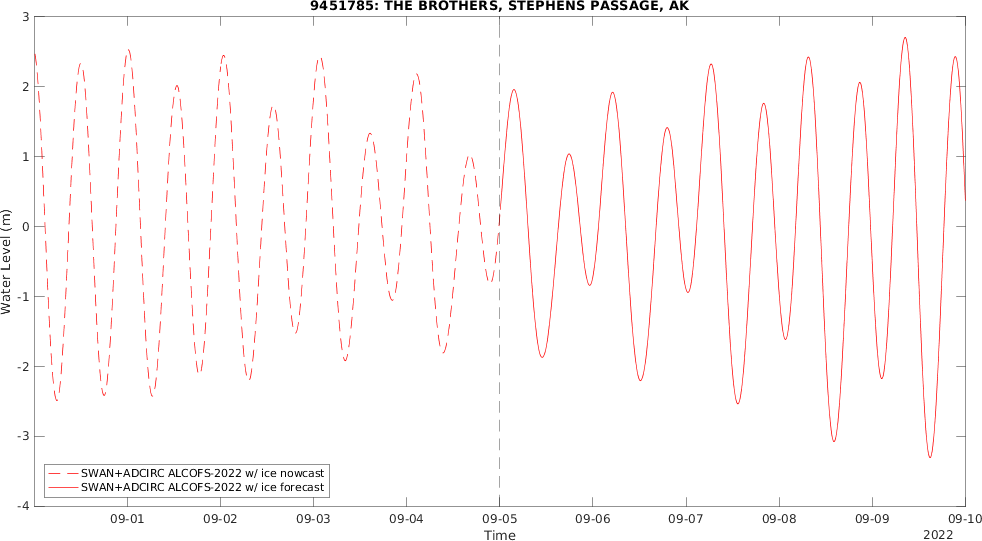 9451785: THE BROTHERS, STEPHENS PASSAGE, AK
3
2
1
0
-1
-2
-3
-4
Water Level (m)
SWAN+ADCIRC ALCOFS-2022 w/ ice nowcast
SWAN+ADCIRC ALCOFS-2022 w/ ice forecast
09-01 09-02 09-03 09-04 09-05 09-06 09-07 09-08 09-09 09-10
Time
2022